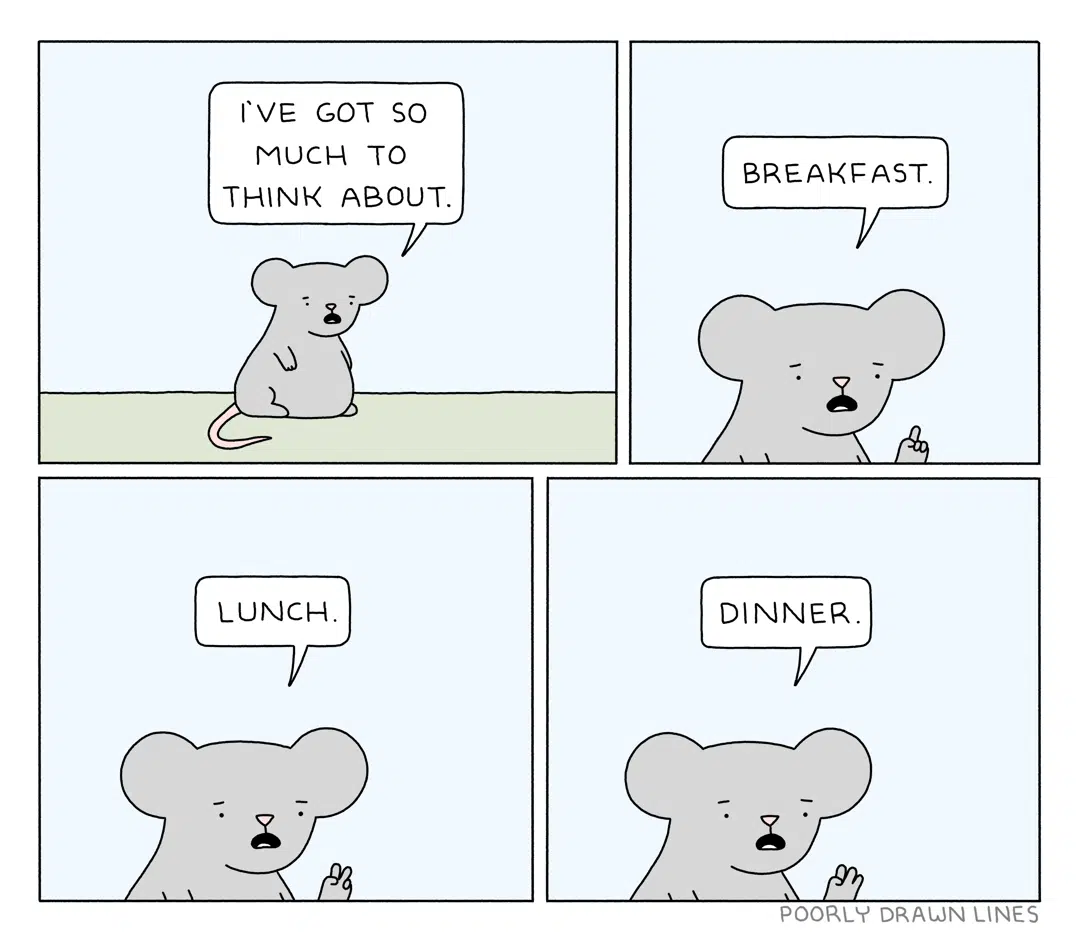 I'VE GOT SO
MUCH TO
THINK ABOUT.
BREAKFAST.
LUNCH.
DINNER.
POORLY DRAWN LINES